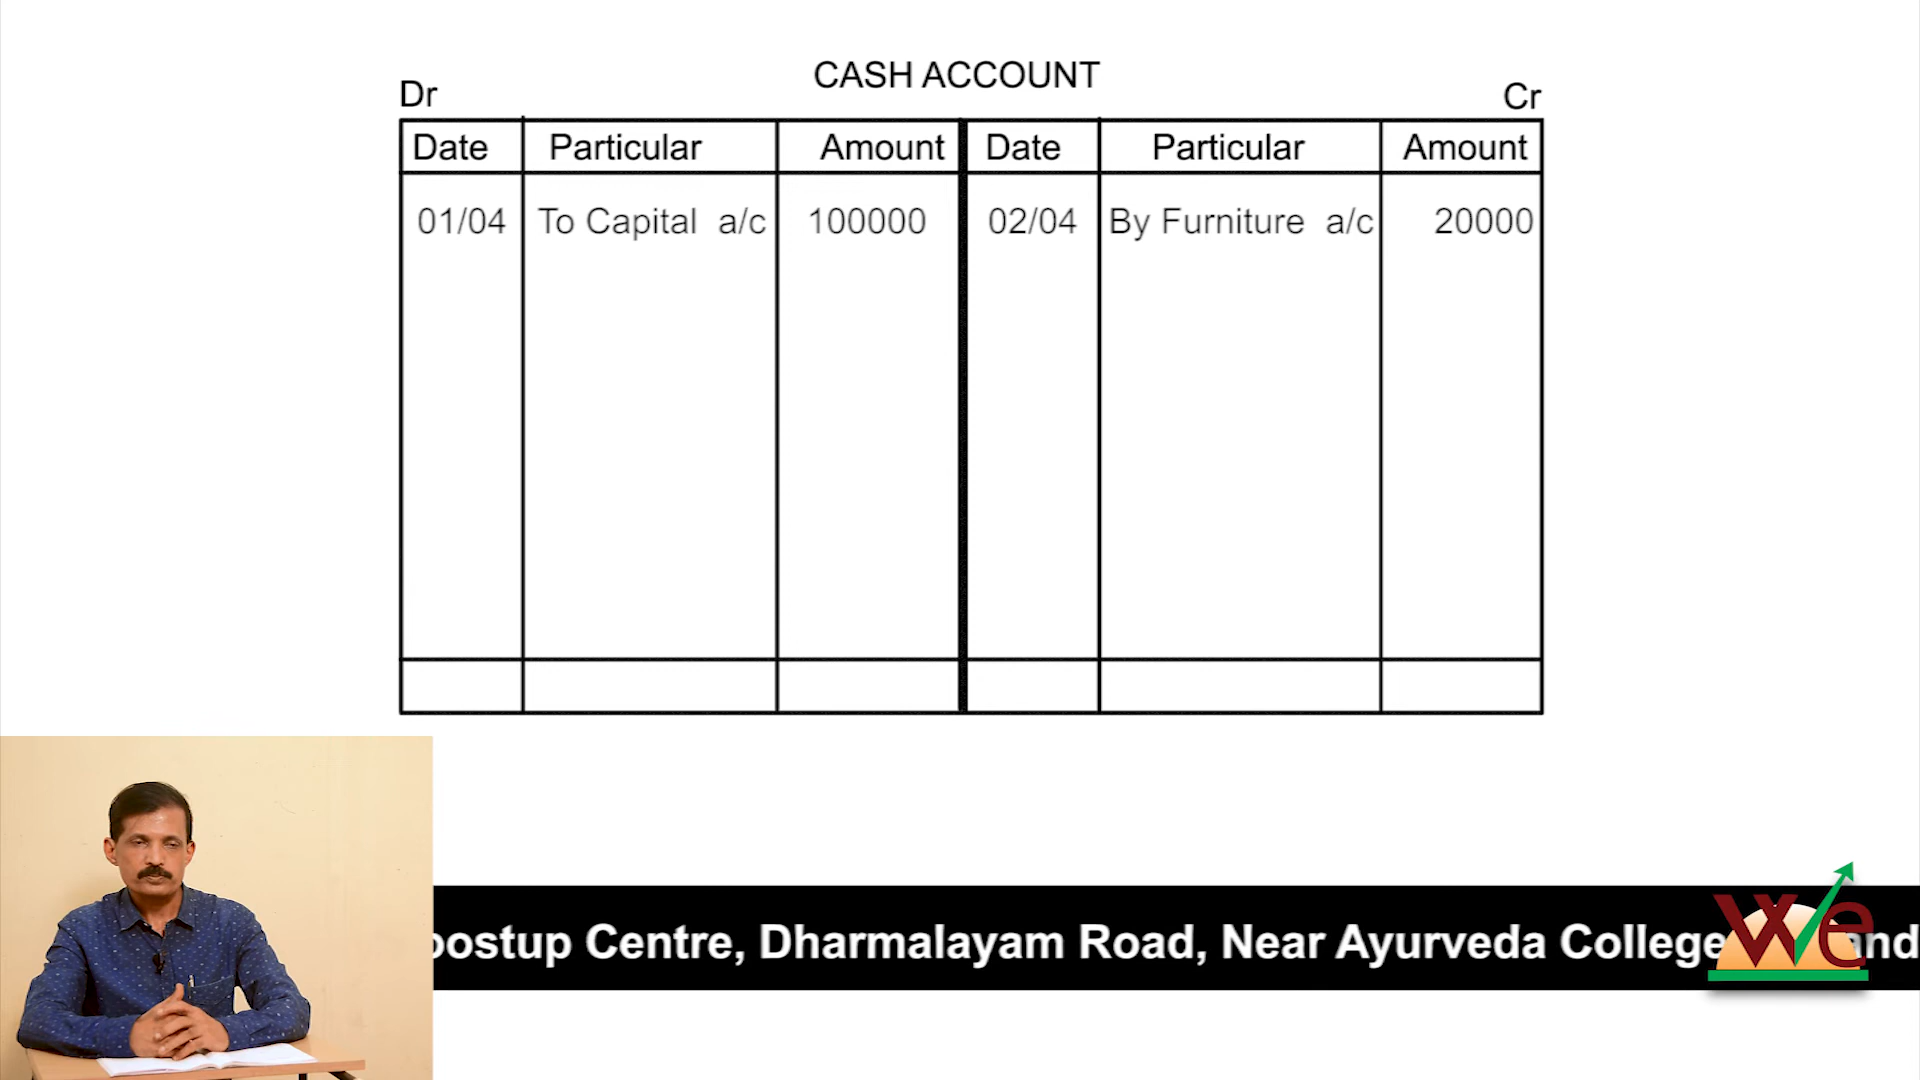 CASH ACCOUNT
Dr Cr
Date Particular Amount Date Particular Amount
01/04 To Capital a/c 100000 02/04 By Furniture a/c 20000
Centre, Dharmalayam Road, Near Ayurveda College
we